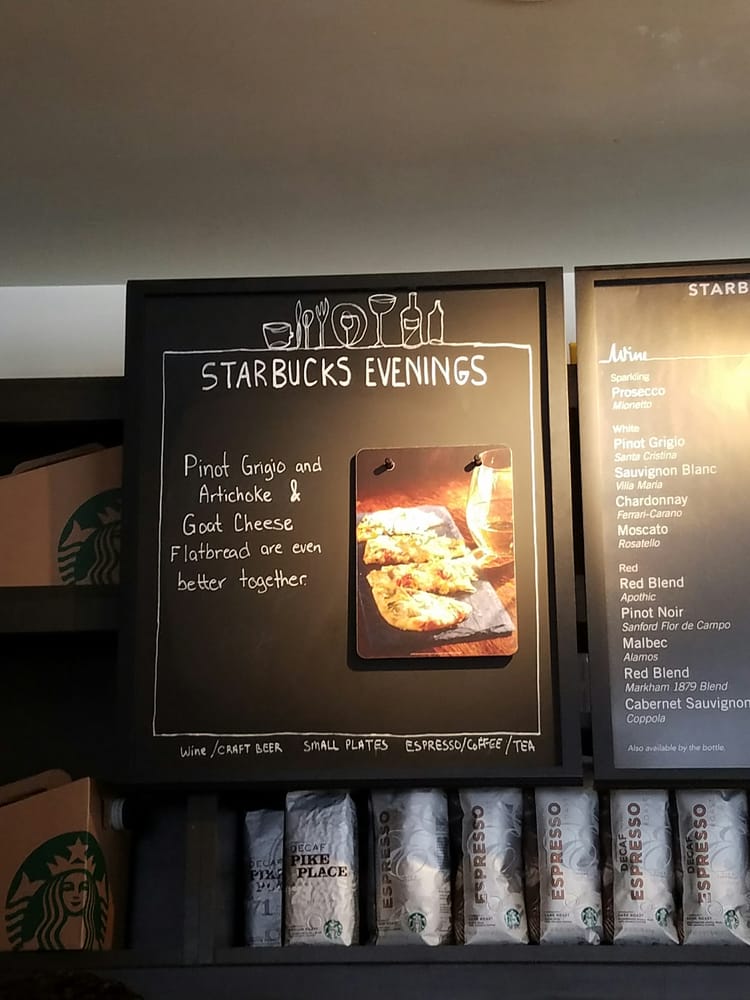 STARBUCKS EVENINGS
Pinot Grigio and
Artichoke &
Goat Cheese
Flatbread are even
better together.
Wine/CRAFT BEER SMALL PLATES ESPRESSO/COFFEE/TEA
STARB
Wine
Sparkling
Prosecco
Mionetto
White
Pinot Grigio
Santa Cristina
Sauvignon Blanc
Villa Maria
Chardonnay
Ferrari-Carano
Moscato
Rosatello
Red
Red Blend
Apothic
Pinot Noir
Sanford Flor de Campo
Malbec
Alamos
Red Blend
Markham 1879 Blend
Cabernet Sauvignon
Coppola
Also available by the bottle.
DECAF
PIKE
DECAF
PIKE
PLACE
ESPRESSO
ESPRESSO
ESPRESSO
DECAF
ESPRESSO
DECAF
ESPRESSO